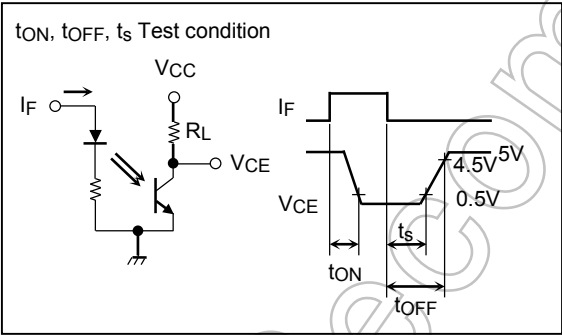 tON, tOFF, ts Test condition
VCC
IF
RL
VCE
IF
5V
4.5V
0.5V
VCE
ts
tON
tOFF